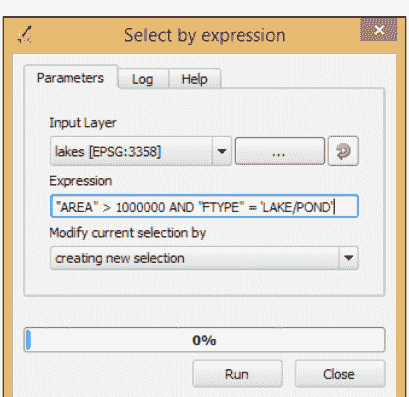 Select by expression
Parameters Log Help
Input Layer
lakes [EPSG:3358] ...
Expression
"AREA" > 1000000 AND "FTYPE" = 'LAKE/POND'
Modify current selection by
creating new selection
0%
Run Close